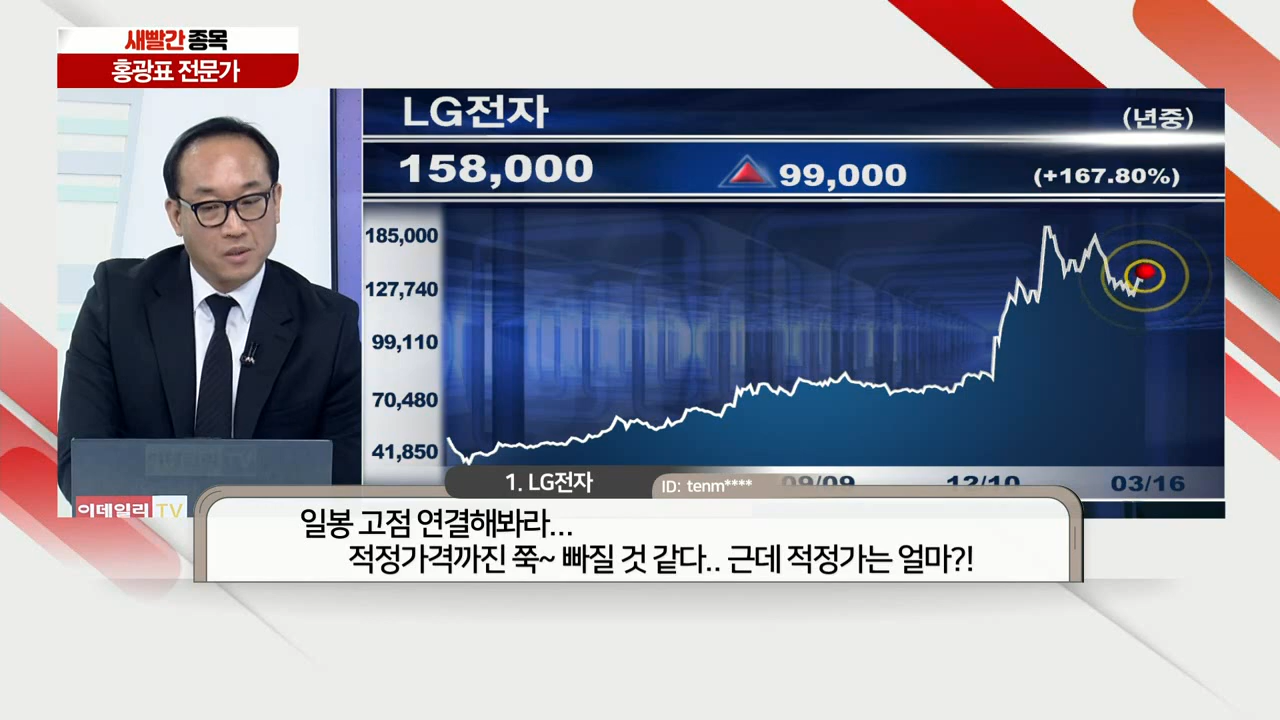 새빨간 종목
홍광표 전문가
LG전자
(년중)
158,000
99,000
(+167.80%)
185,000
127,740
99,110
70,480
41,850
09/09
12/10
03/16
1. LG전자
ID: tenm****
이데일리 TV
일봉 고점 연결해봐라...
적정가격까진 쭉~ 빠질 것 같다.. 근데 적정가는 얼마?!